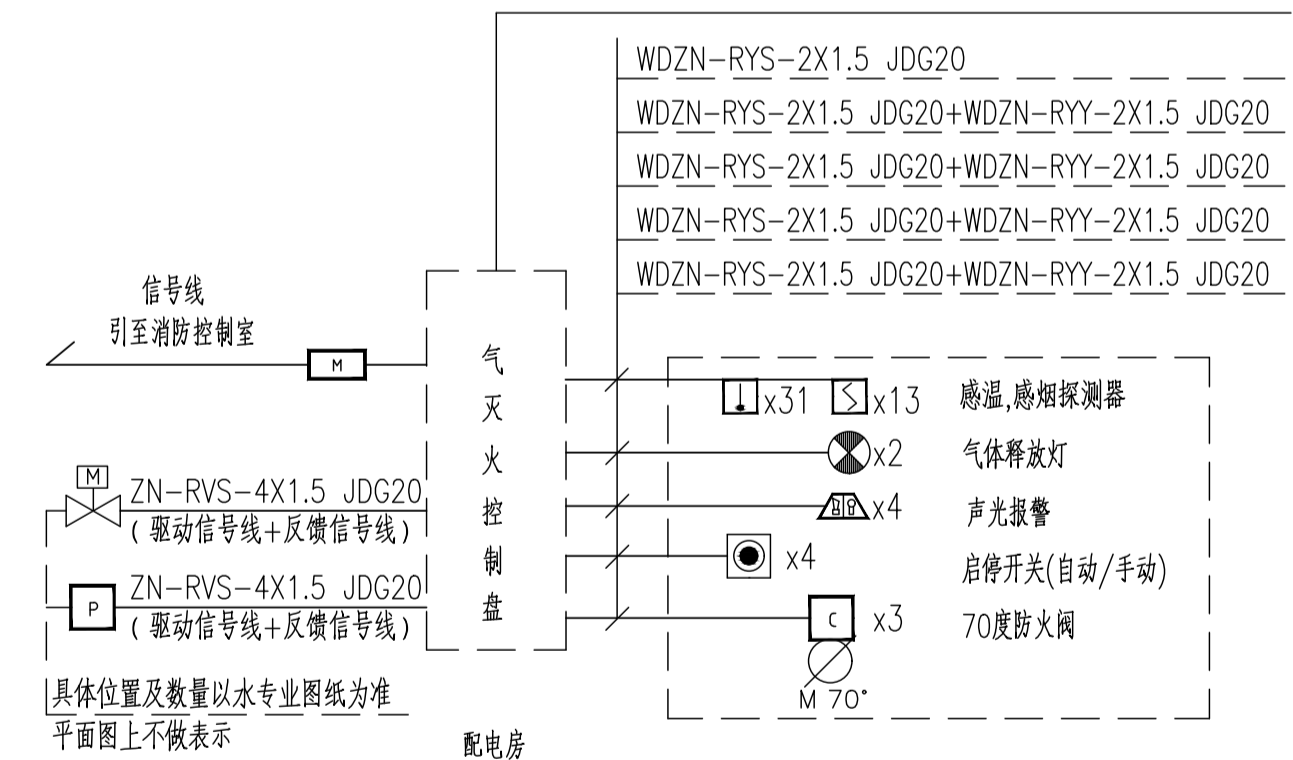 WDZN-RYS-2X1.5 JDG20
WDZN-RYS-2X1.5 JDG20+WDZN-RYY-2X1.5 JDG20
WDZN-RYS-2X1.5 JDG20+WDZN-RYY-2X1.5 JDG20
WDZN-RYS-2X1.5 JDG20+WDZN-RYY-2X1.5 JDG20
WDZN-RYS-2X1.5 JDG20+WDZN-RYY-2X1.5 JDG20
信号线
引至消防控制室
M
气灭火控制盘
x31
x13
感温,感烟探测器
x2
气体释放灯
x4
声光报警
x4
启停开关(自动/手动)
C
x3
70度防火阀
M 70°
M
ZN-RVS-4X1.5 JDG20
(驱动信号线+反馈信号线)
P
ZN-RVS-4X1.5 JDG20
(驱动信号线+反馈信号线)
具体位置及数量以水专业图纸为准
平面图上不做表示
配电房